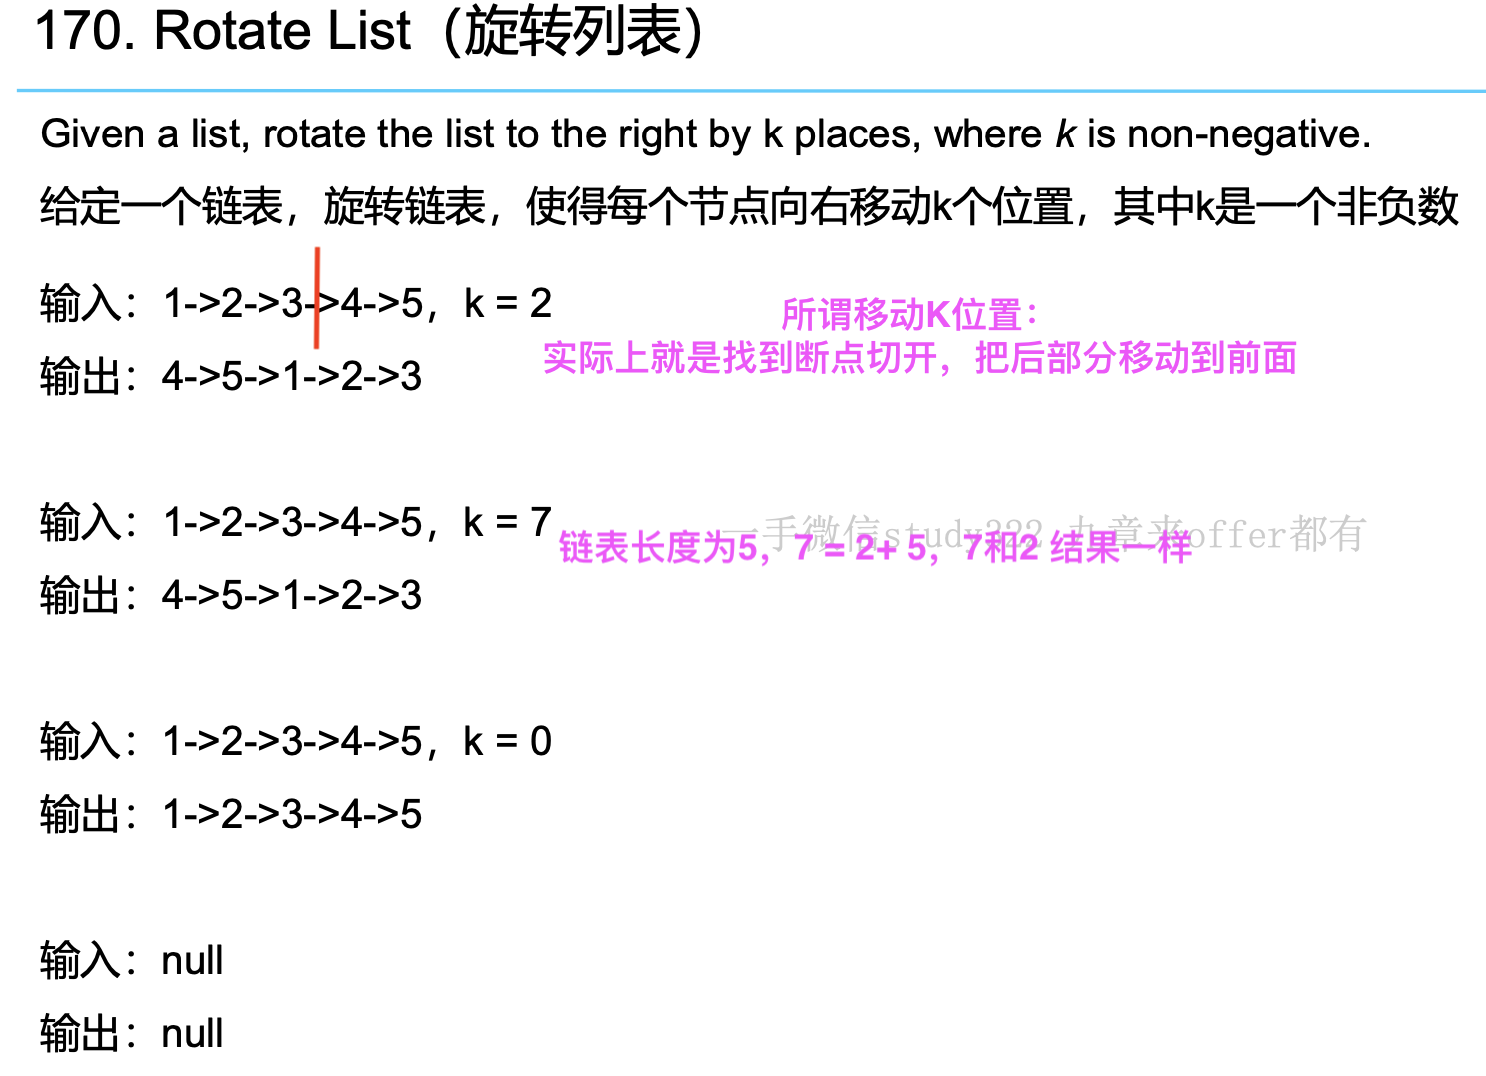 170. Rotate List（旋转列表）
Given a list, rotate the list to the right by k places, where k is non-negative.
给定一个链表，旋转链表，使得每个节点向右移动k个位置，其中k是一个非负数
输入：1->2->3->4->5，k = 2
所谓移动K位置：
实际上就是找到断点切开，把后部分移动到前面
输出：4->5->1->2->3
输入：1->2->3->4->5，k = 7
一手微信study322 九章来offer都有
链表长度为5，7 = 2+ 5，7和2 结果一样
输出：4->5->1->2->3
输入：1->2->3->4->5，k = 0
输出：1->2->3->4->5
输入：null
输出：null